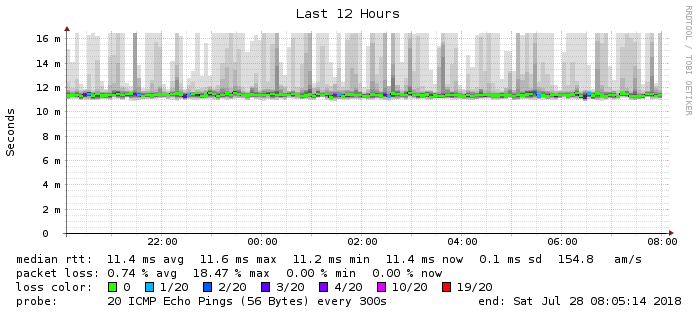 Last 12 Hours
RRDTOOL / TOBI OETIKER
Seconds
16 m
14 m
12 m
10 m
8 m
6 m
4 m
2 m
0
22:00 00:00 02:00 04:00 06:00 08:00
median rtt: 11.4 ms avg 11.6 ms max 11.2 ms min 11.4 ms now 0.1 ms sd 154.8 am/s
packet loss: 0.74 % avg 18.47 % max 0.00 % min 0.00 % now
loss color: 0 1/20 2/20 3/20 4/20 10/20 19/20
probe: 20 ICMP Echo Pings (56 Bytes) every 300s end: Sat Jul 28 08:05:14 2018